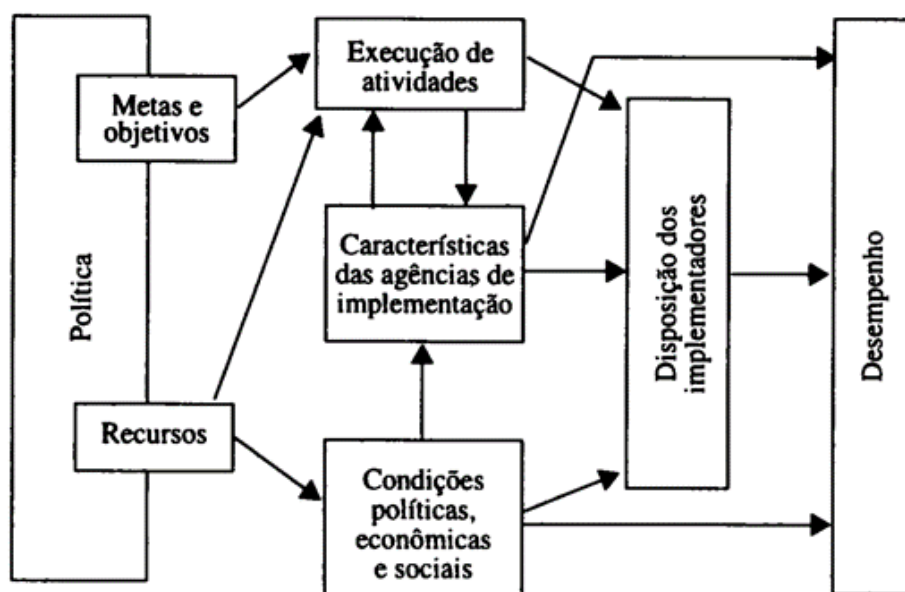 Política
Metas e
objetivos
Recursos
Execução de
atividades
Características
das agências de
implementação
Condições
políticas,
econômicas
e sociais
Disposição dos
implementadores
Desempenho